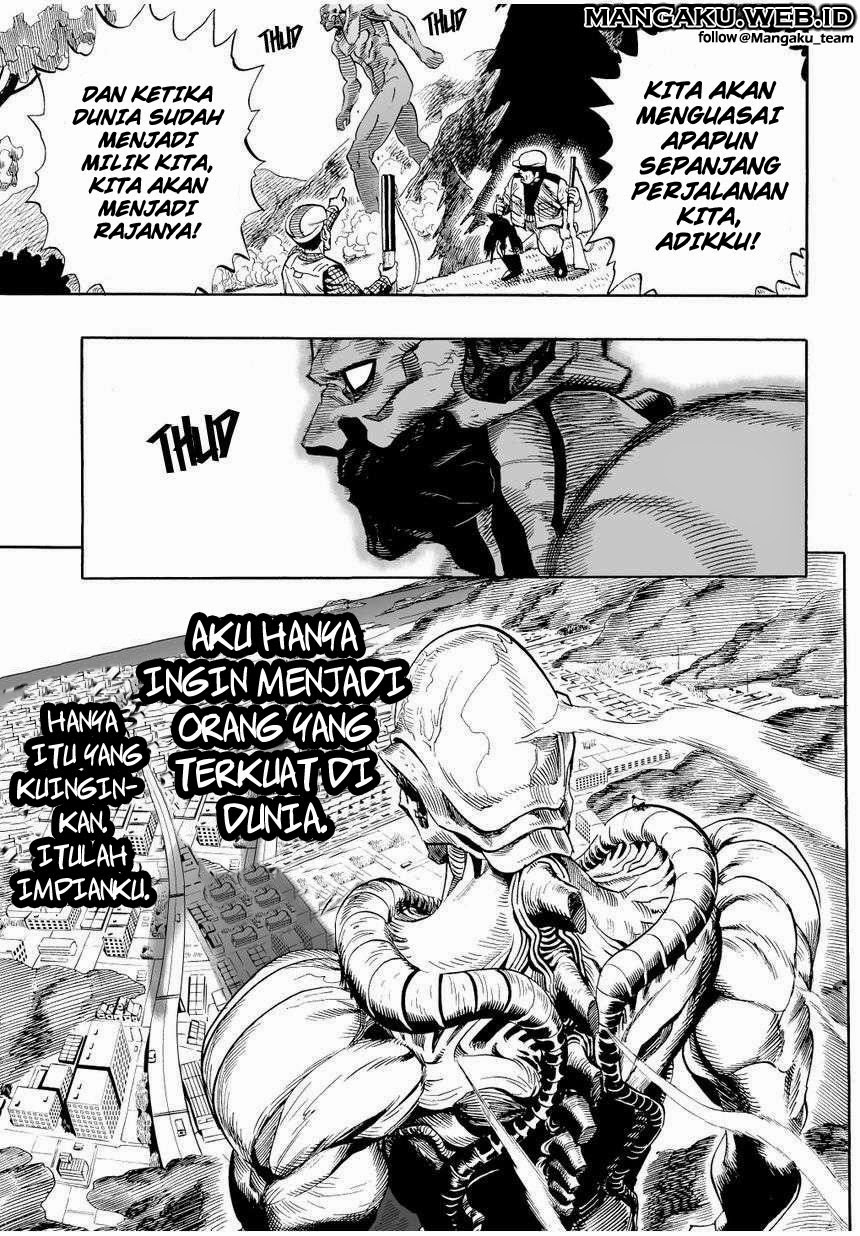 MANGAKU.WEB.ID
follow @Mangaku_team
THUD
THUD
KITA AKAN
MENGUASAI
APAPUN
SEPANJANG
PERJALANAN
KITA,
ADIKKU!
DAN KETIKA
DUNIA SUDAH
MENJADI
MILIK KITA,
KITA AKAN
MENJADI
RAJANYA!
THUD
AKU HANYA
INGIN MENJADI
ORANG YANG
TERKUAT DI
DUNIA.
HANYA
ITU YANG
KUINGIN-
KAN.
ITULAH
IMPIANKU.